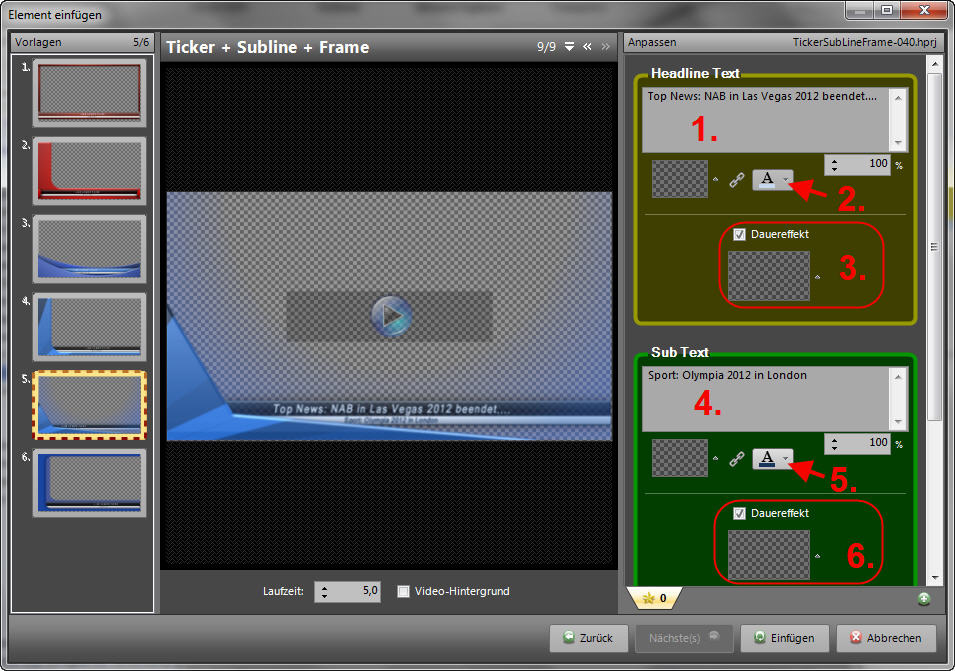 Element einfügen
Vorlagen 5/6
1.
2.
3.
4.
5.
6.
Ticker + Subline + Frame 9/9
Top News: NAB in Las Vegas 2012 beendet....
Sport: Olympia 2012 in London
Laufzeit: 5,0 Video-Hintergrund
Anpassen TickerSubLineFrame-040.hprj
Headline Text
Top News: NAB in Las Vegas 2012 beendet....
1.
A 100 %
2.
Dauereffekt
3.
Sub Text
Sport: Olympia 2012 in London
4.
A 100 %
5.
Dauereffekt
6.
0
Zurück Nächste(s) Einfügen Abbrechen